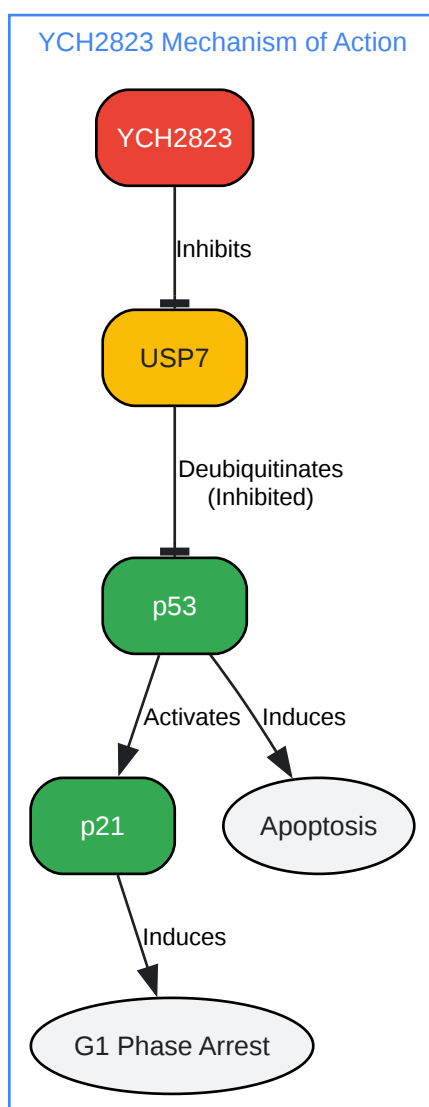 YCH2823 Mechanism of Action
YCH2823
Inhibits
USP7
Deubiquitinates
(Inhibited)
p53
Activates
Induces
p21
Apoptosis
Induces
G1 Phase Arrest